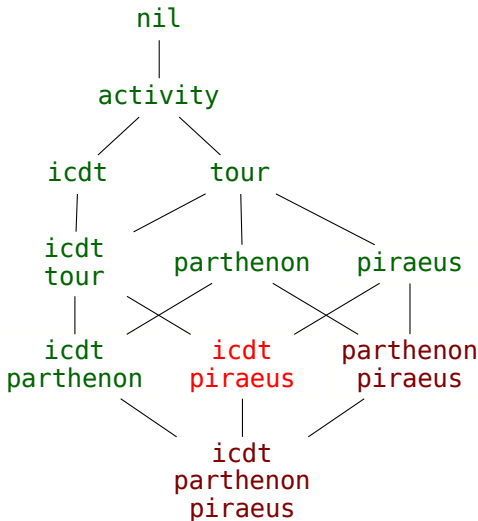 nil
activity
icdt
tour
icdt
tour
parthenon
piraeus
icdt
parthenon
icdt
piraeus
parthenon
piraeus
icdt
parthenon
piraeus